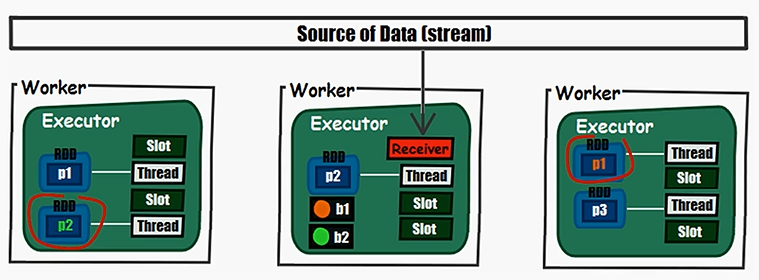 Source of Data (stream)
Worker
Executor
Slot
RDD
p1
Thread
Slot
RDD
p2
Thread
Worker
Executor
Receiver
RDD
p2
Thread
b1
Slot
b2
Slot
Worker
Executor
RDD
p1
Thread
Slot
RDD
p3
Thread
Slot